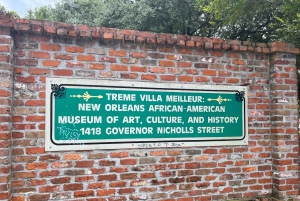 TREME VILLA MEILLEUR:
NEW ORLEANS AFRICAN-AMERICAN
MUSEUM OF ART, CULTURE, AND HISTORY
1418 GOVERNOR NICHOLLS STREET